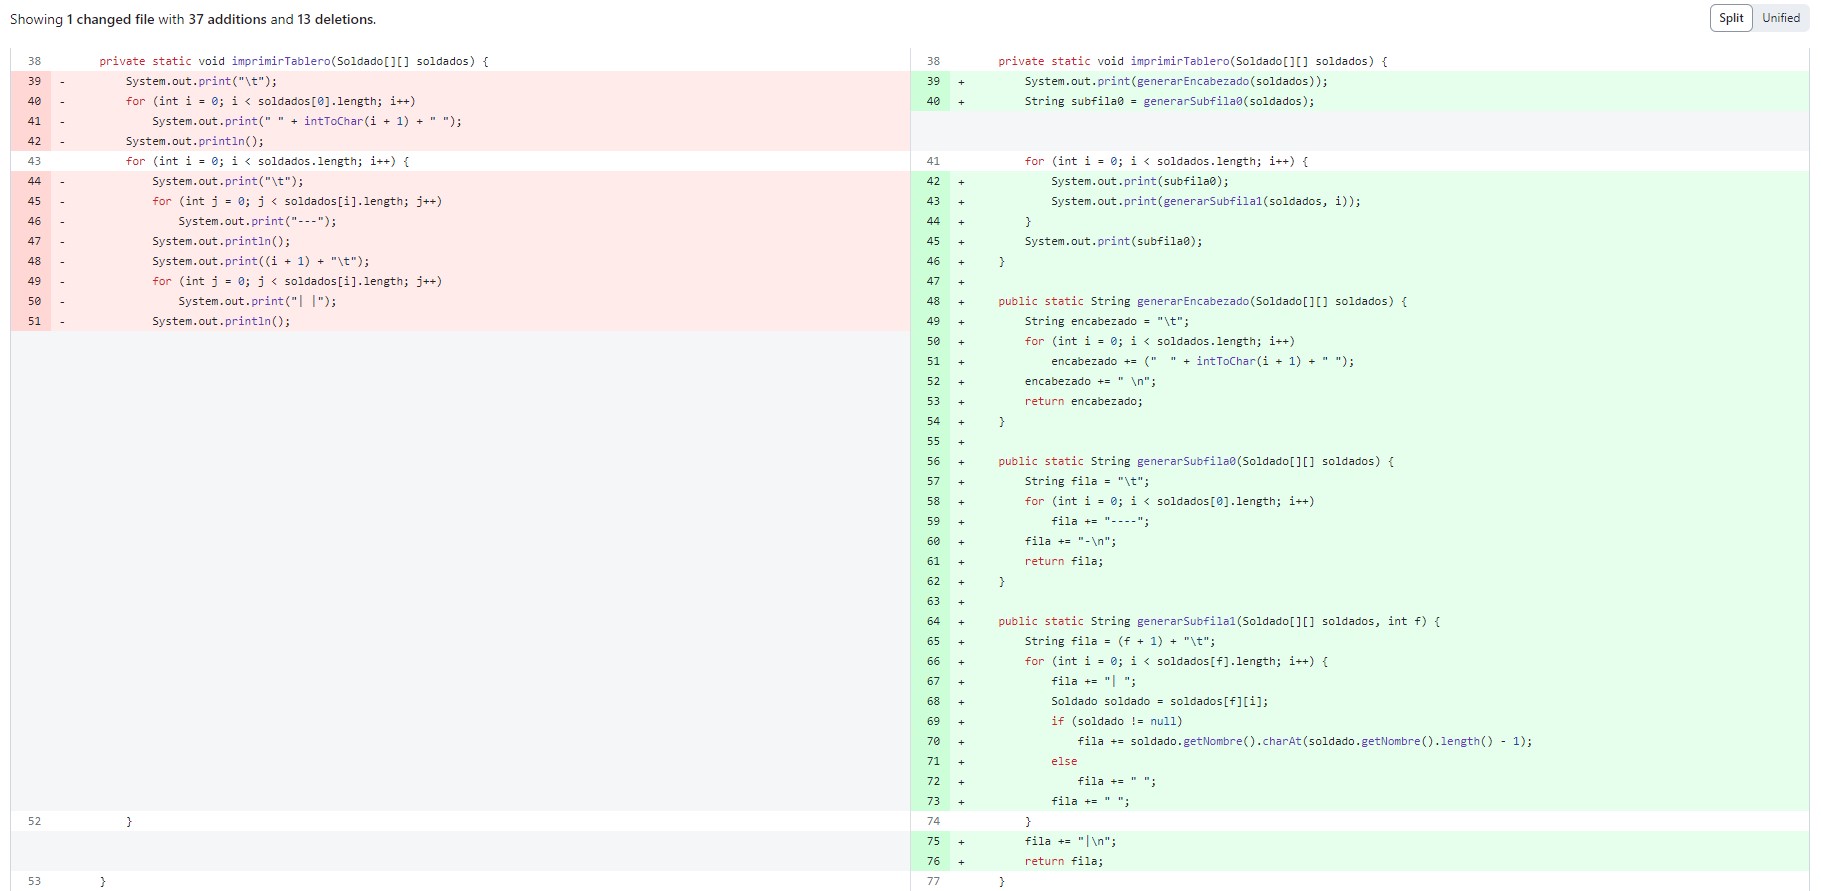 Showing 1 changed file with 37 additions and 13 deletions.
Split Unified
38 private static void imprimirTablero(Soldado[][] soldados) {
39 - System.out.print("\t");
40 - for (int i = 0; i < soldados[0].length; i++)
41 - System.out.print(" " + intToChar(i + 1) + " ");
42 - System.out.println();
43 for (int i = 0; i < soldados.length; i++) {
44 - System.out.print("\t");
45 - for (int j = 0; j < soldados[i].length; j++)
46 - System.out.print("---");
47 - System.out.println();
48 - System.out.print((i + 1) + "\t");
49 - for (int j = 0; j < soldados[i].length; j++)
50 - System.out.print("| |");
51 - System.out.println();
52 }
53 }
38 private static void imprimirTablero(Soldado[][] soldados) {
39 + System.out.print(generarEncabezado(soldados));
40 + String subfila0 = generarSubfila0(soldados);
41 for (int i = 0; i < soldados.length; i++) {
42 + System.out.print(subfila0);
43 + System.out.print(generarSubfila1(soldados, i));
44 + }
45 + System.out.print(subfila0);
46 + }
47 +
48 + public static String generarEncabezado(Soldado[][] soldados) {
49 + String encabezado = "\t";
50 + for (int i = 0; i < soldados.length; i++)
51 + encabezado += ("  " + intToChar(i + 1) + " ");
52 + encabezado += " \n";
53 + return encabezado;
54 + }
55 +
56 + public static String generarSubfila0(Soldado[][] soldados) {
57 + String fila = "\t";
58 + for (int i = 0; i < soldados[0].length; i++)
59 + fila += "----";
60 + fila += "-\n";
61 + return fila;
62 + }
63 +
64 + public static String generarSubfila1(Soldado[][] soldados, int f) {
65 + String fila = (f + 1) + "\t";
66 + for (int i = 0; i < soldados[f].length; i++) {
67 + fila += "| ";
68 + Soldado soldado = soldados[f][i];
69 + if (soldado != null)
70 + fila += soldado.getNombre().charAt(soldado.getNombre().length() - 1);
71 + else
72 + fila += " ";
73 + fila += " ";
74 }
75 + fila += "|\n";
76 + return fila;
77 }